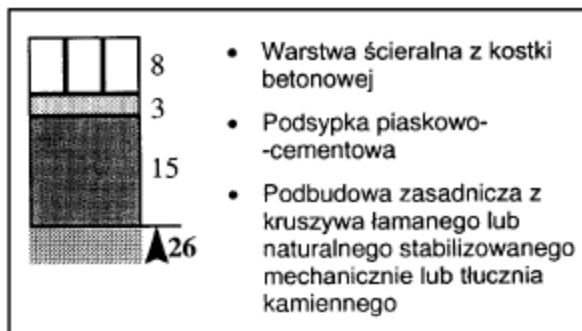 8
3
15
26
• Warstwa ścieralna z kostki
betonowej
• Podsypka piaskowo-
-cementowa
• Podbudowa zasadnicza z
kruszywa łamanego lub
naturalnego stabilizowanego
mechanicznie lub tłucznia
kamiennego